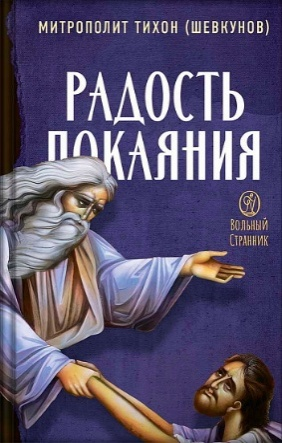 МИТРОПОЛИТ ТИХОН (ШЕВКУНОВ)
РАДОСТЬ
ПОКАЯНИЯ
ВОЛЬНЫЙ
СТРАННИК